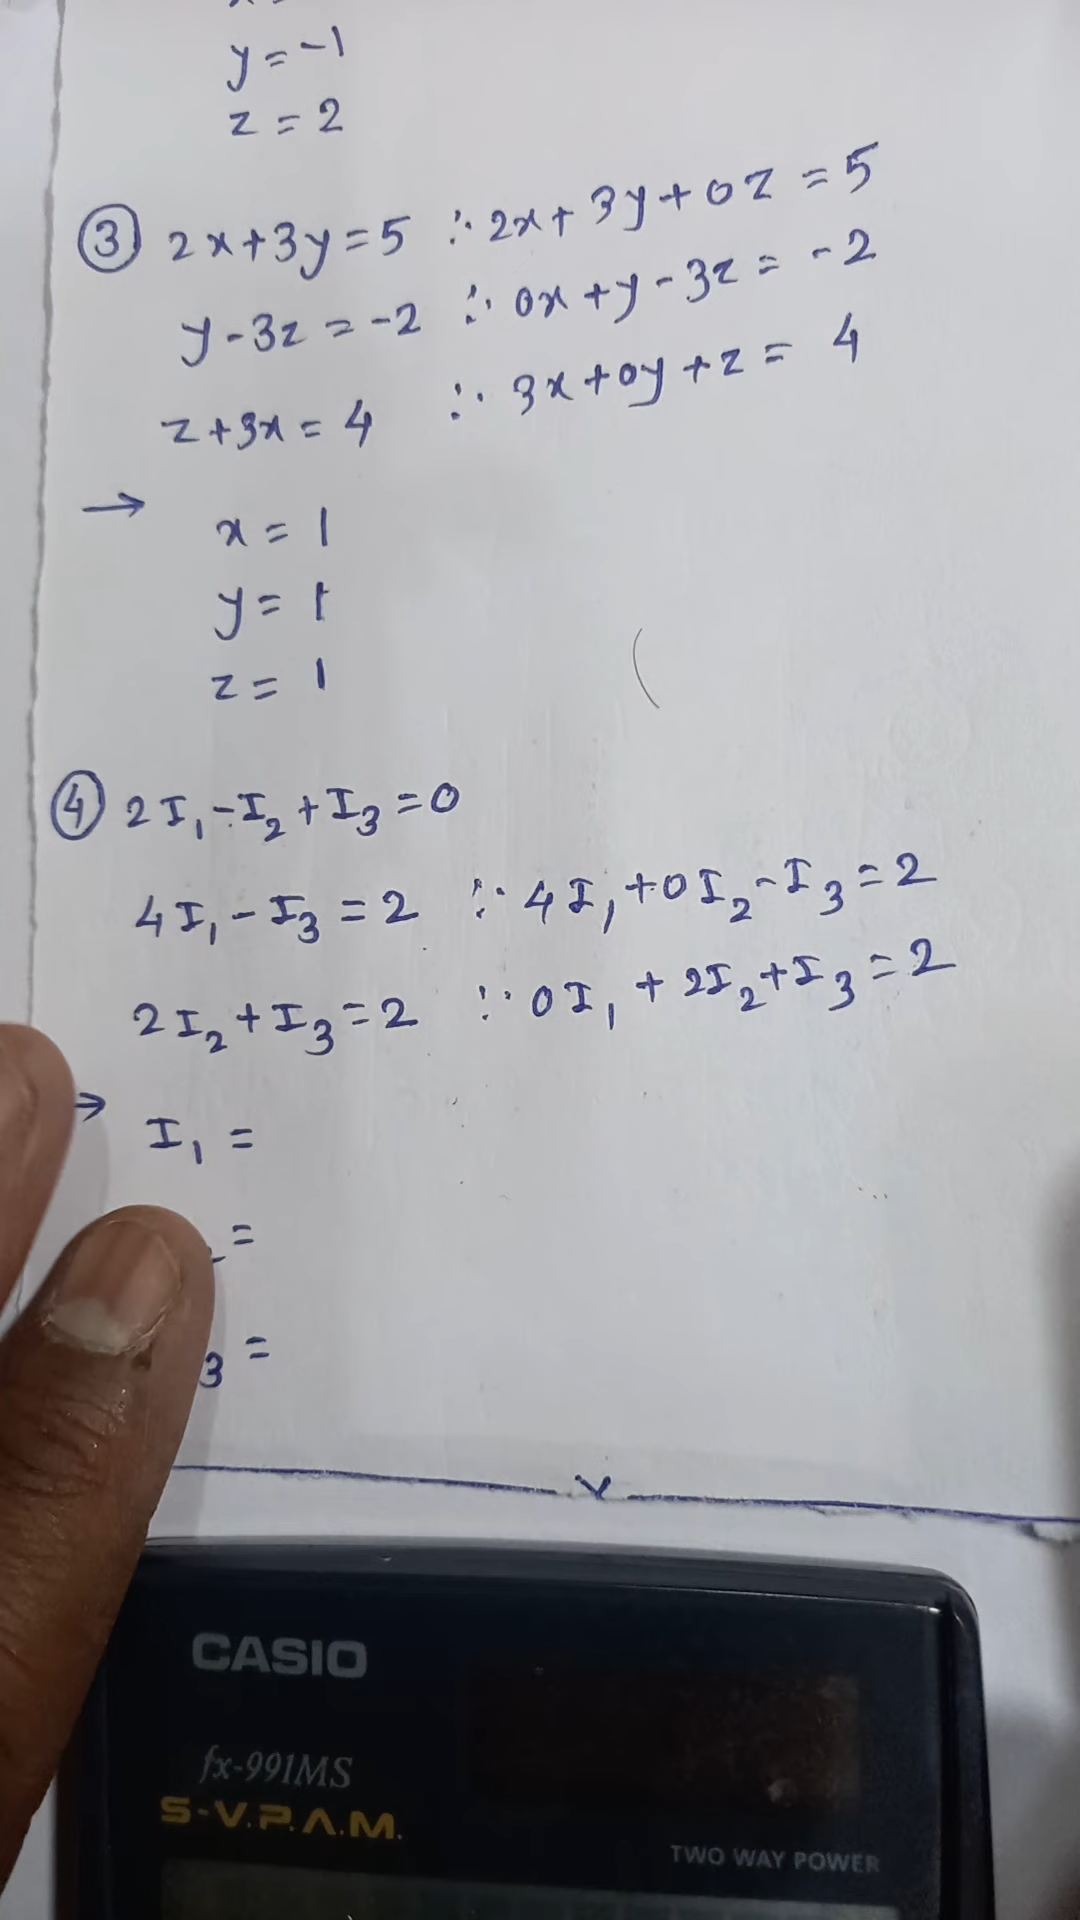 y = -1
z = 2
③ 2x+3y=5 ∴ 2x+3y+0z=5
y-3z=-2 ∴ 0x+y-3z=-2
z+3x=4 ∴ 3x+0y+z=4
→
x = 1
y = 1
z = 1
④ 2I₁-I₂+I₃=0
4I₁-I₃=2 ∵ 4I₁+0I₂-I₃=2
2I₂+I₃=2 ∵ 0I₁+2I₂+I₃=2
→ I₁ =
=
3 =
CASIO
fx-991MS
S-V.P.A.M.
TWO WAY POWER